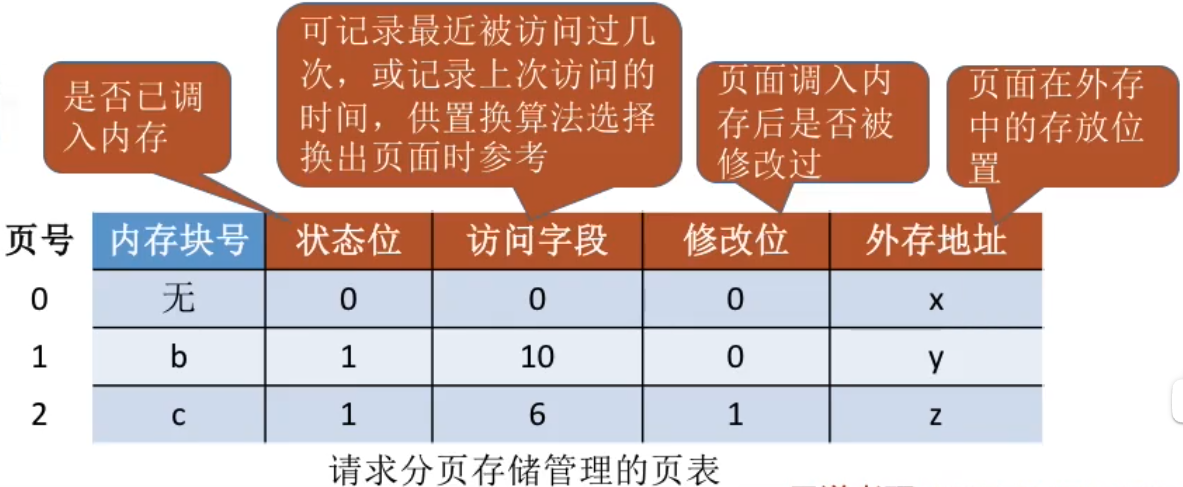 是否已调
入内存
可记录最近被访问过几
次，或记录上次访问的
时间，供置换算法选择
换出页面时参考
页面调入内
存后是否被
修改过
页面在外存
中的存放位
置
页号 内存块号 状态位 访问字段 修改位 外存地址
0 无 0 0 0 x
1 b 1 10 0 y
2 c 1 6 1 z
请求分页存储管理的页表